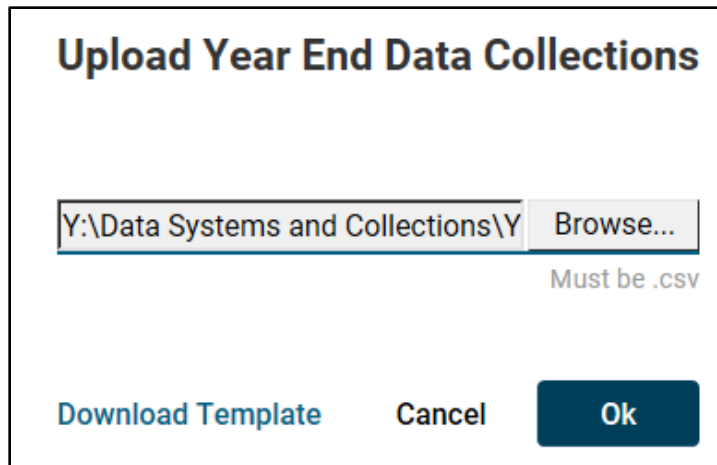 Upload Year End Data Collections
Y:\Data Systems and Collections\Y Browse...
Must be .csv
Download Template Cancel Ok